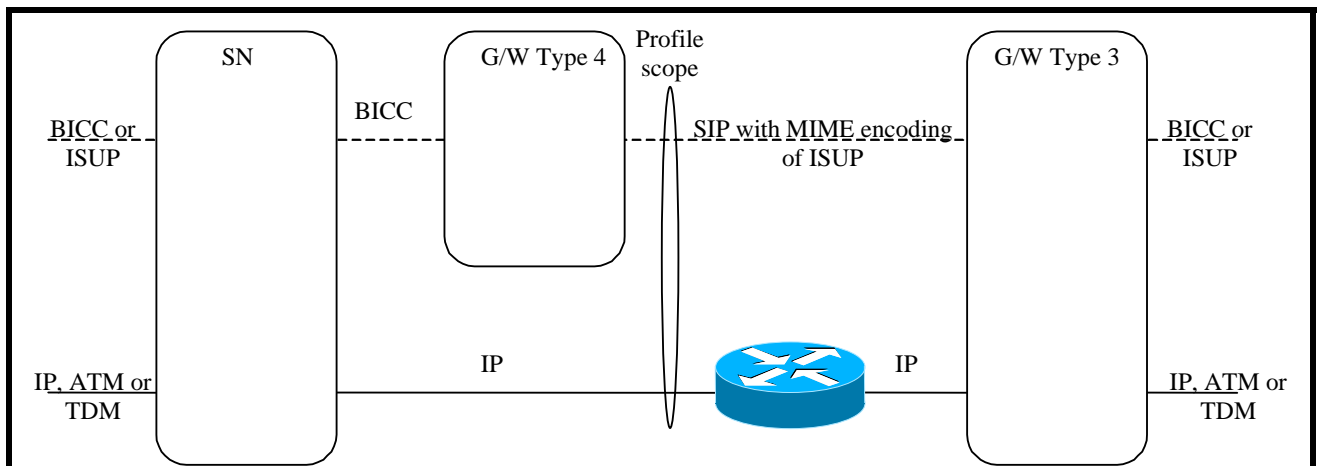 SN
G/W Type 4
Profile
scope
G/W Type 3
BICC or
ISUP
BICC
SIP with MIME encoding
of ISUP
BICC or
ISUP
IP, ATM or
TDM
IP
IP
IP, ATM or
TDM